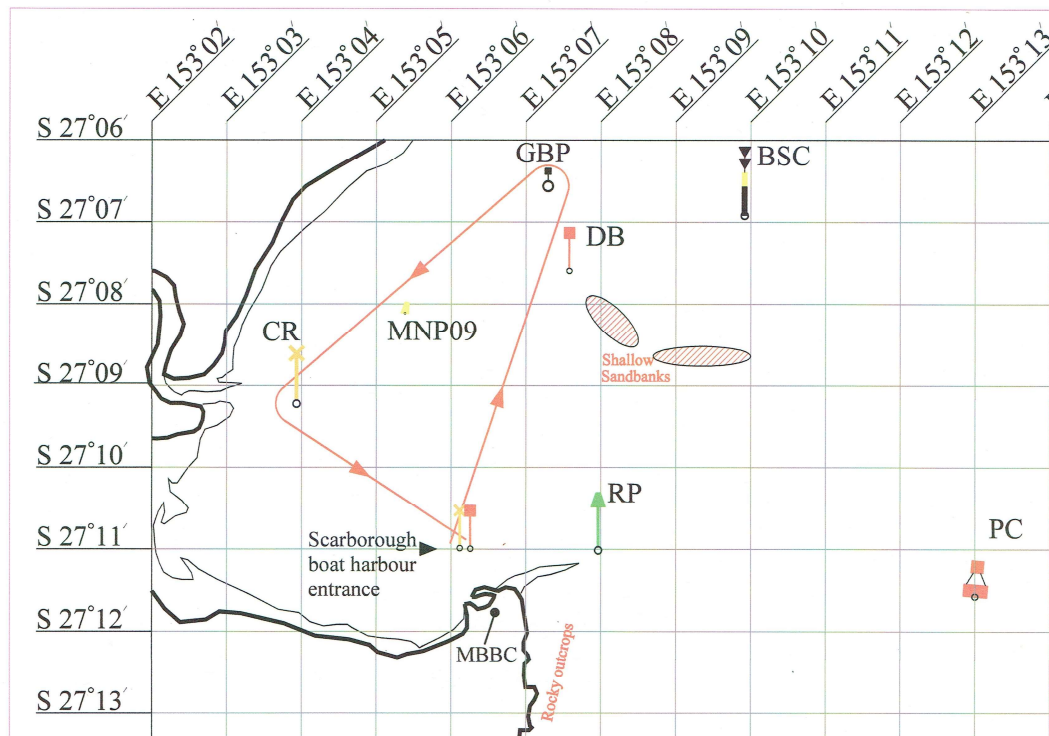 E 153°02′
E 153°03′
E 153°04′
E 153°05′
E 153°06′
E 153°07′
E 153°08′
E 153°09′
E 153°10′
E 153°11′
E 153°12′
E 153°13′
S 27°06′
GBP
BSC
S 27°07′
DB
S 27°08′
MNP09
CR
Shallow
Sandbanks
S 27°09′
S 27°10′
RP
PC
S 27°11′
Scarborough
boat harbour
entrance
S 27°12′
MBBC
Rocky outcrops
S 27°13′